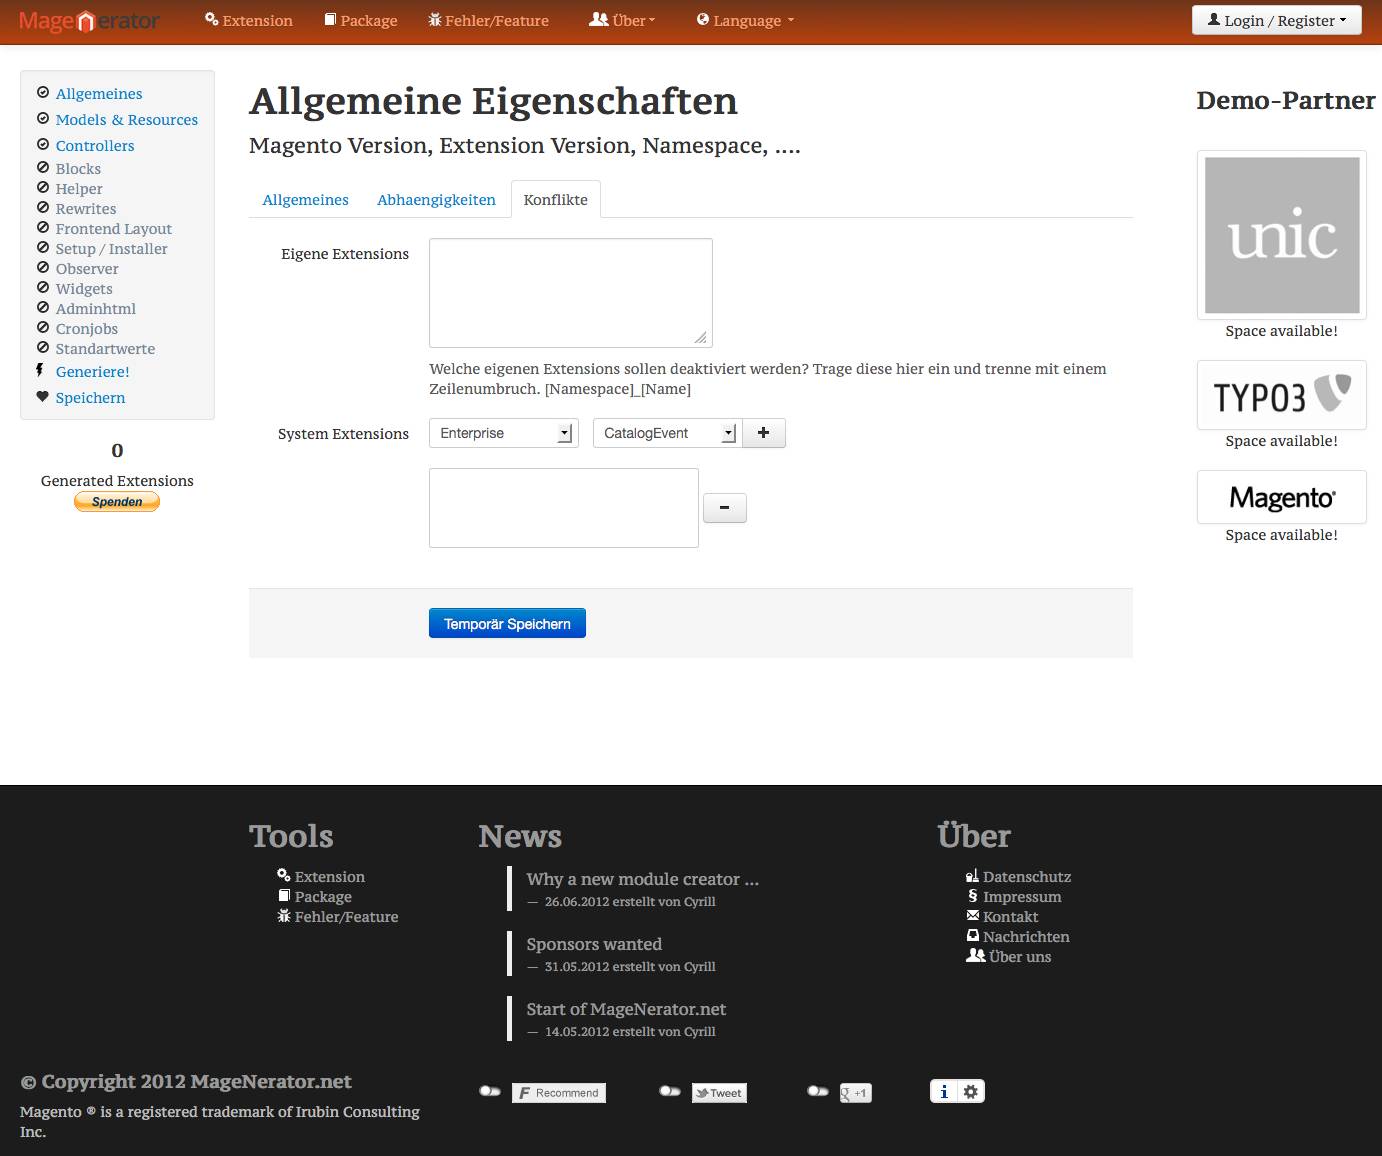 MageNerator
Extension
Package
Fehler/Feature
Über
Language
Login / Register
Allgemeines
Models & Resources
Controllers
Blocks
Helper
Rewrites
Frontend Layout
Setup / Installer
Observer
Widgets
Adminhtml
Cronjobs
Standartwerte
Generiere!
Speichern
0
Generated Extensions
Spenden
Allgemeine Eigenschaften
Magento Version, Extension Version, Namespace, ....
Allgemeines
Abhaengigkeiten
Konflikte
Eigene Extensions
Welche eigenen Extensions sollen deaktiviert werden? Trage diese hier ein und trenne mit einem
Zeilenumbruch. [Namespace]_[Name]
System Extensions
Enterprise
CatalogEvent
Temporär Speichern
Demo-Partner
unic
Space available!
TYPO3
Space available!
Magento®
Space available!
Tools
Extension
Package
Fehler/Feature
News
Why a new module creator ...
— 26.06.2012 erstellt von Cyrill
Sponsors wanted
— 31.05.2012 erstellt von Cyrill
Start of MageNerator.net
— 14.05.2012 erstellt von Cyrill
Über
Datenschutz
§ Impressum
Kontakt
Nachrichten
Über uns
© Copyright 2012 MageNerator.net
Magento ® is a registered trademark of Irubin Consulting
Inc.
F Recommend
Tweet
g +1
i